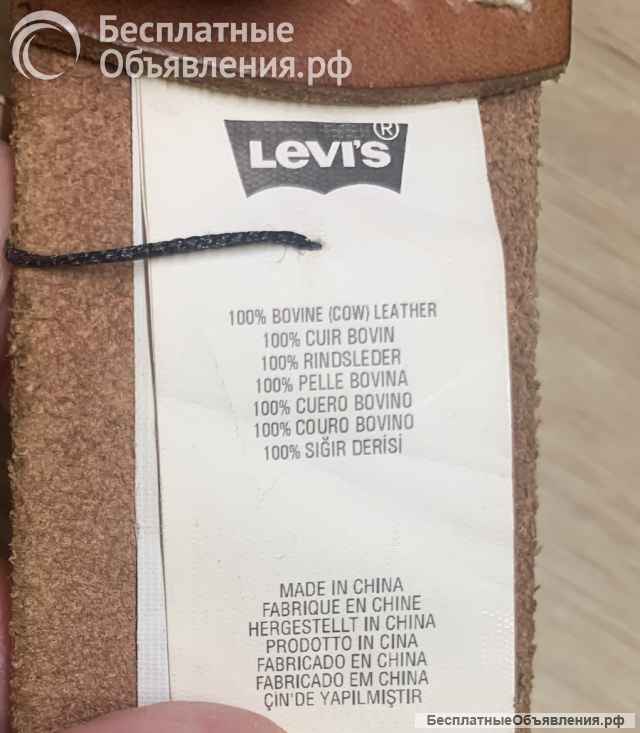 Бесплатные
Объявления.рф
LEVI'S®
100% BOVINE (COW) LEATHER
100% CUIR BOVIN
100% RINDSLEDER
100% PELLE BOVINA
100% CUERO BOVINO
100% COURO BOVINO
100% SIĞIR DERİSİ
MADE IN CHINA
FABRIQUE EN CHINE
HERGESTELLT IN CHINA
PRODOTTO IN CINA
FABRICADO EN CHINA
FABRICADO EM CHINA
ÇIN'DE YAPILMIŞTIR
БесплатныеОбъявления.рф